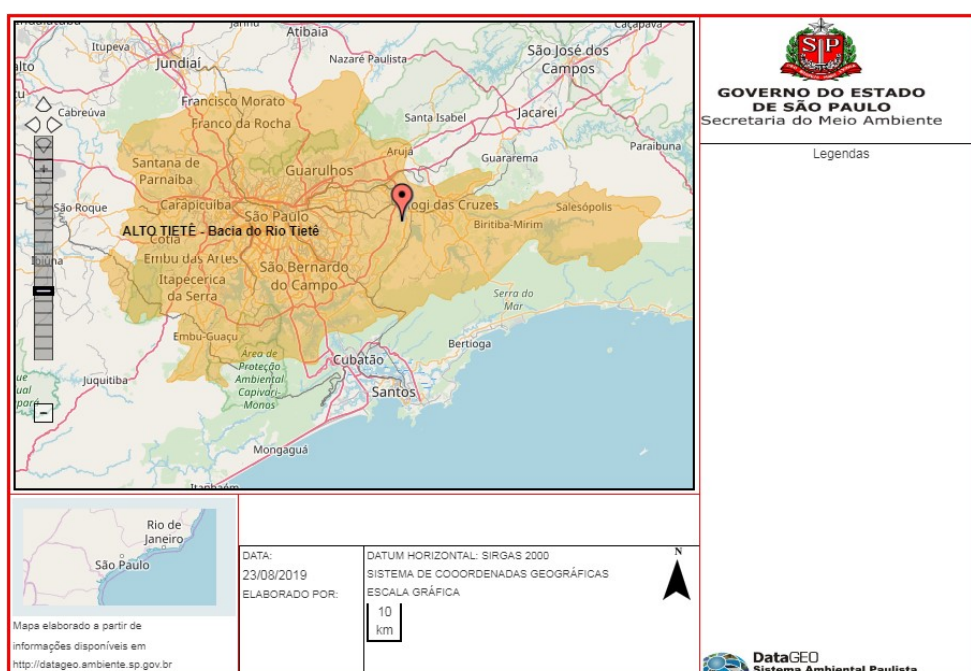 Atibaia
Caçapava
Itupeva
Jundiaí
Nazaré Paulista
São José dos
Campos
Cabreúva
Francisco Morato
Franco da Rocha
Santa Isabel
Jacareí
Paraibuna
Santana de
Parnaíba
Guarulhos
Arujá
Guararema
São Roque
Carapicuíba
São Paulo
Mogi das Cruzes
Salesópolis
ALTO TIETÊ - Bacia do Rio Tietê
Biritiba-Mirim
Cotia
Embu das Artes
Ibiúna
São Bernardo
do Campo
Itapecerica
da Serra
Serra do
Mar
Embu-Guaçu
Bertioga
Área de
Proteção
Ambiental
Capivari-
Monos
Cubatão
Juquitiba
Santos
Mongaguá
Itanhaém
GOVERNO DO ESTADO
DE SÃO PAULO
Secretaria do Meio Ambiente
Legendas
Rio de
Janeiro
São Paulo
Mapa elaborado a partir de
informações disponíveis em
http://datageo.ambiente.sp.gov.br
DATA:
23/08/2019
ELABORADO POR:
DATUM HORIZONTAL: SIRGAS 2000
SISTEMA DE COOORDENADAS GEOGRÁFICAS
ESCALA GRÁFICA
10
km
N
DataGEO
Sistema Ambiental Paulista